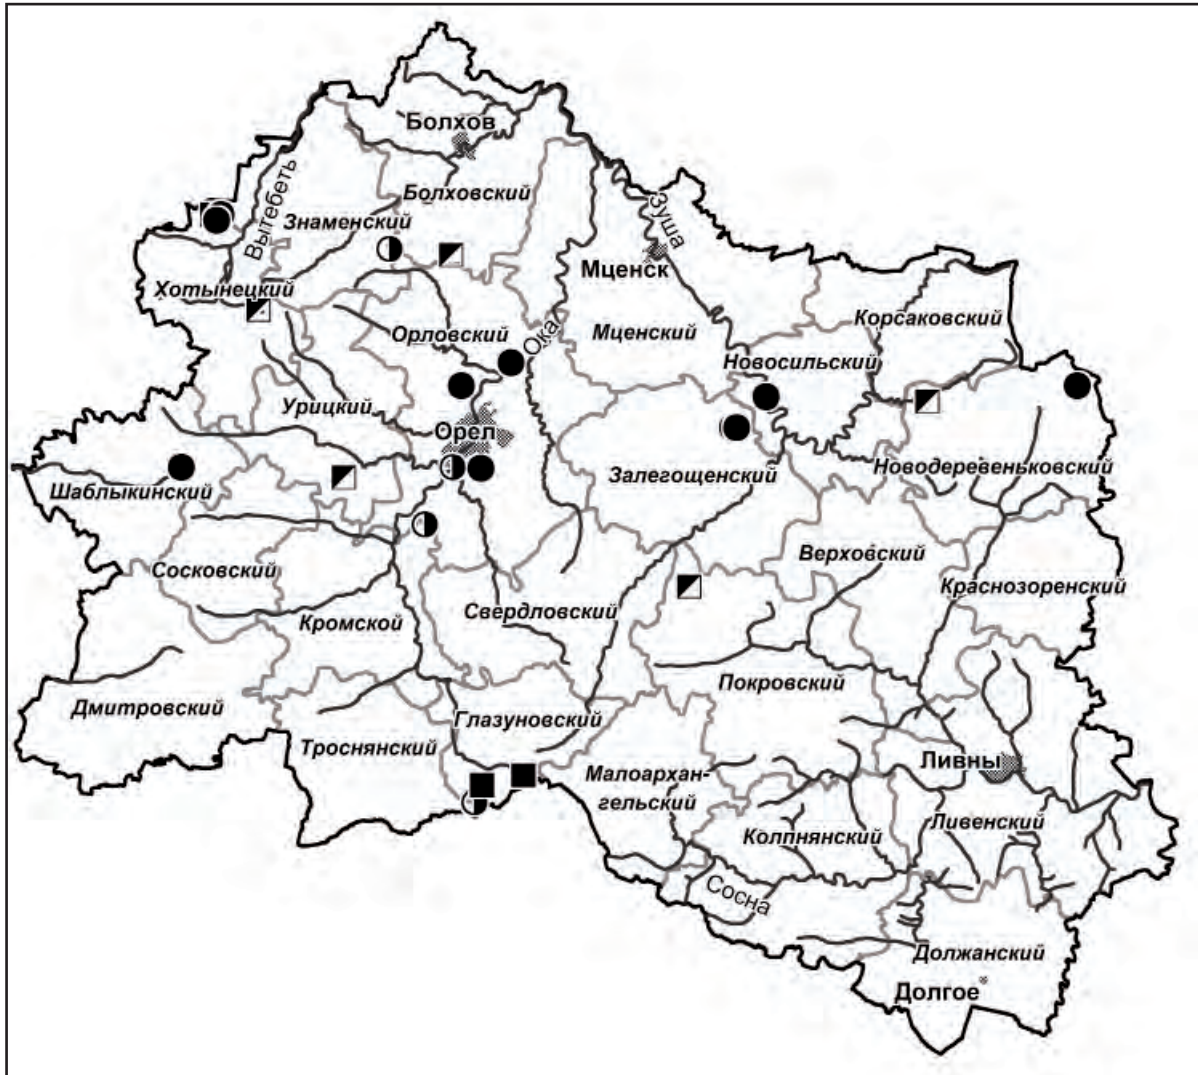 Болхов
Болховский
Вытебеть
Знаменский
Зуша
Мценск
Хотынецкий
Корсаковский
Орловский
Ока
Мценский
Новосильский
Урицкий
Орел
Залегощенский
Новодеревеньковский
Шаблыкинский
Верховский
Сосковский
Краснозоренский
Кромской
Свердловский
Покровский
Дмитровский
Глазуновский
Троснянский
Малоархан-
гельский
Ливны
Колпнянский
Ливенский
Сосна
Должанский
Долгое